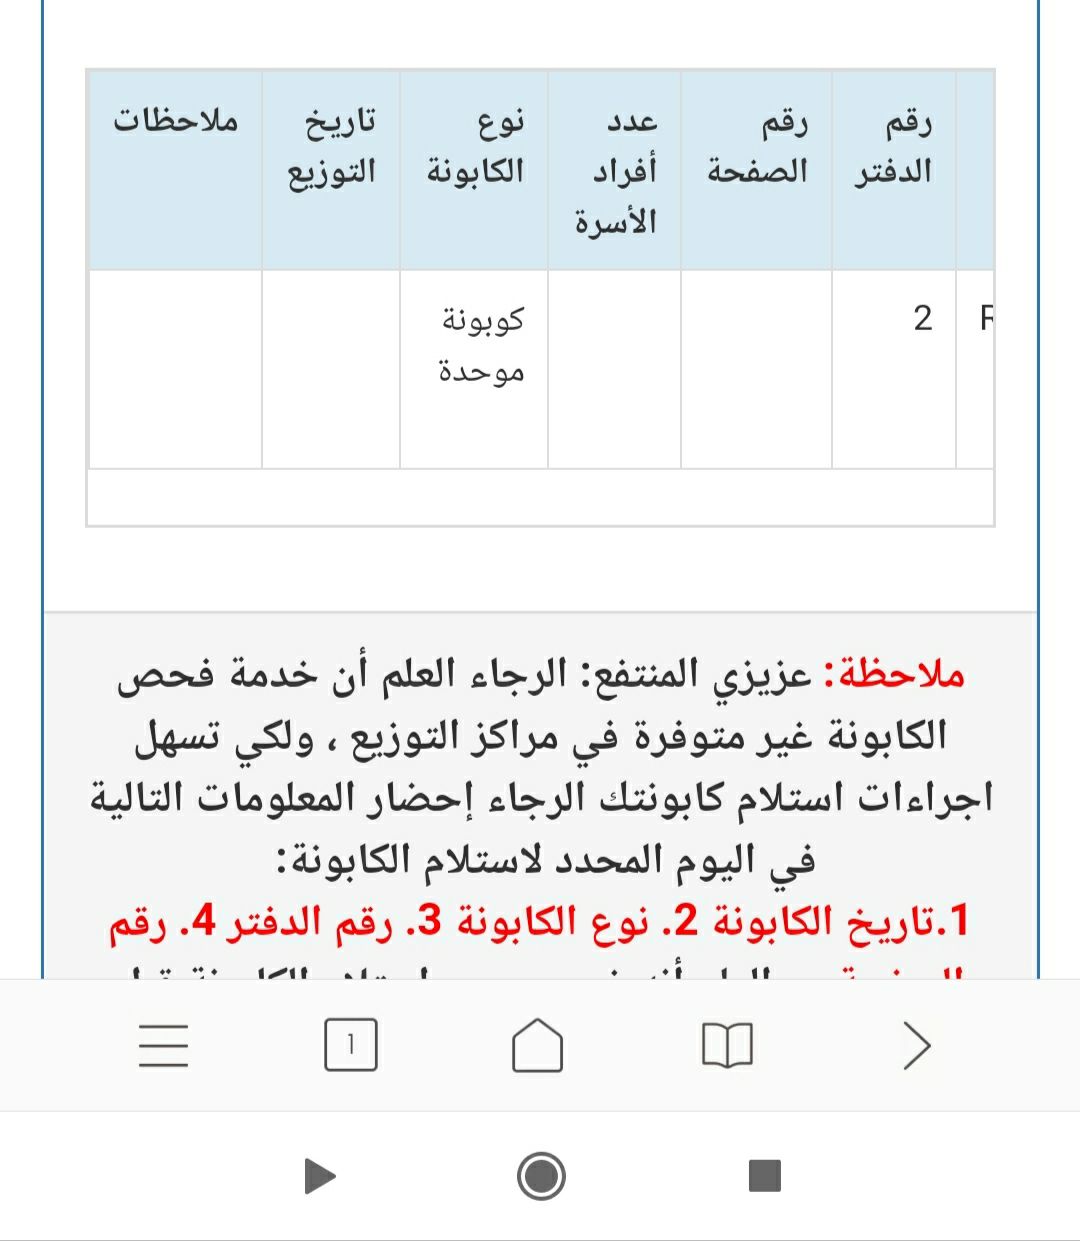 رقم الدفتر
رقم الصفحة
عدد أفراد الأسرة
نوع الكابونة
تاريخ التوزيع
ملاحظات
2
كوبونة موحدة
ملاحظة: عزيزي المنتفع: الرجاء العلم أن خدمة فحص
الكابونة غير متوفرة في مراكز التوزيع ، ولكي تسهل
اجراءات استلام كابونتك الرجاء إحضار المعلومات التالية
في اليوم المحدد لاستلام الكابونة:
1.تاريخ الكابونة 2. نوع الكابونة 3. رقم الدفتر 4. رقم
1